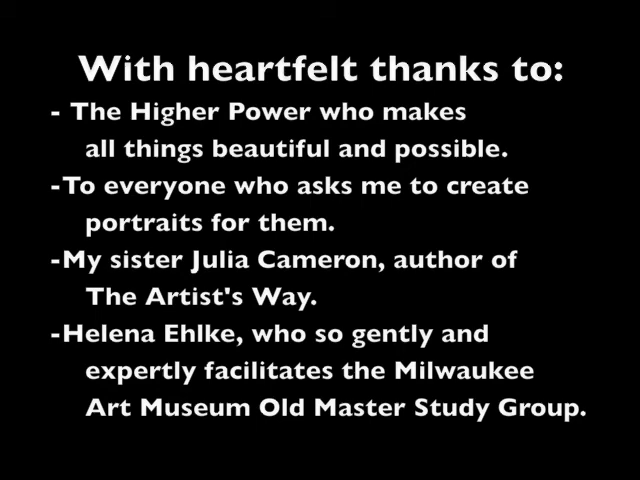 With heartfelt thanks to:
- The Higher Power who makes
all things beautiful and possible.
-To everyone who asks me to create
portraits for them.
-My sister Julia Cameron, author of
The Artist's Way.
-Helena Ehlke, who so gently and
expertly facilitates the Milwaukee
Art Museum Old Master Study Group.